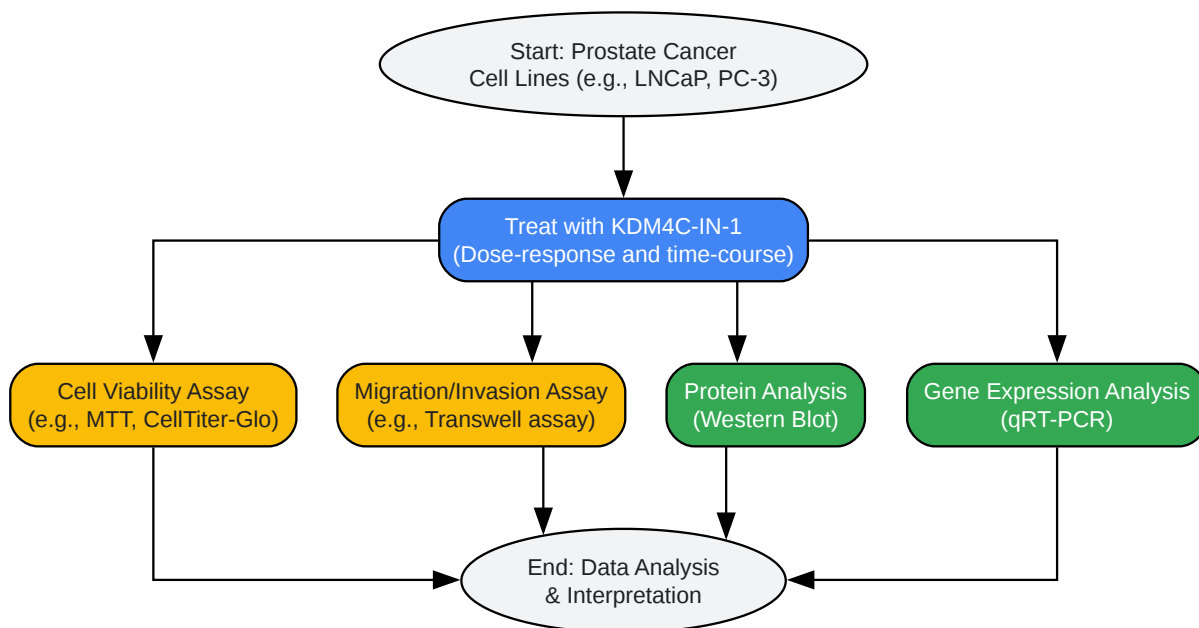 Start: Prostate Cancer
Cell Lines (e.g., LNCaP, PC-3)
Treat with KDM4C-IN-1
(Dose-response and time-course)
Cell Viability Assay
(e.g., MTT, CellTiter-Glo)
Migration/Invasion Assay
(e.g., Transwell assay)
Protein Analysis
(Western Blot)
Gene Expression Analysis
(qRT-PCR)
End: Data Analysis
& Interpretation